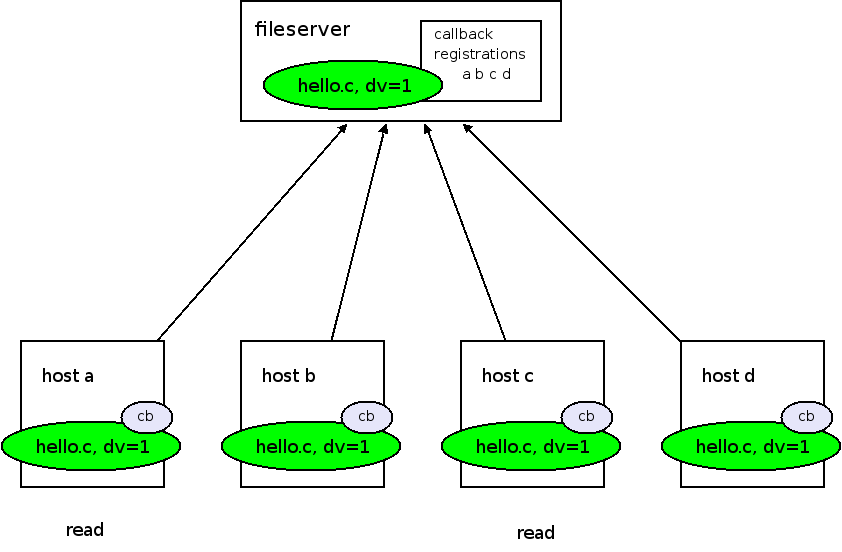 fileserver
callback
registrations
a b c d
hello.c, dv=1
host a
host b
host c
host d
cb
cb
cb
cb
hello.c, dv=1
hello.c, dv=1
hello.c, dv=1
hello.c, dv=1
read
read